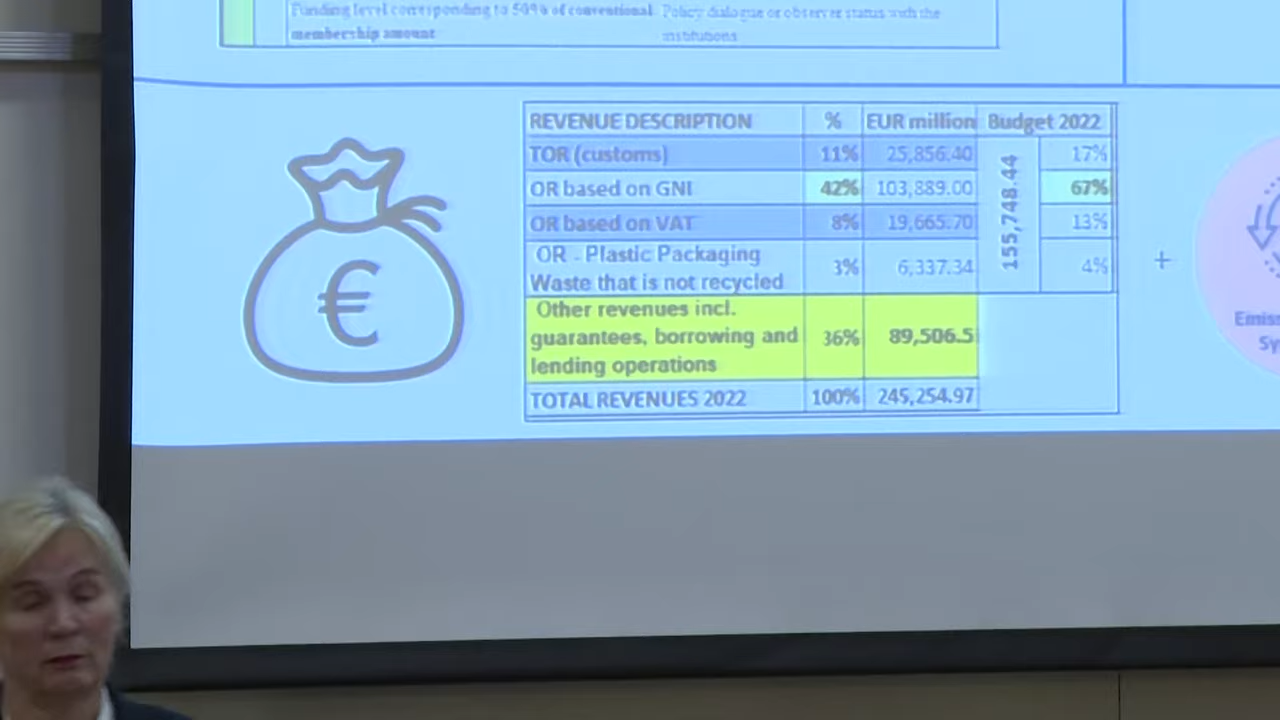 Funding level corresponding to 50% of conventional Policy dialogue or observer status with the
membership amount institutions
REVENUE DESCRIPTION % EUR million Budget 2022
TOR (customs) 11% 25,856.40 17%
OR based on GNI 42% 103,889.00 67%
OR based on VAT 8% 19,665.70 13%
155,748.44
OR - Plastic Packaging
Waste that is not recycled 3% 6,337.34 4%
Other revenues incl.
guarantees, borrowing and 36% 89,506.5
lending operations
TOTAL REVENUES 2022 100% 245,254.97
€
+